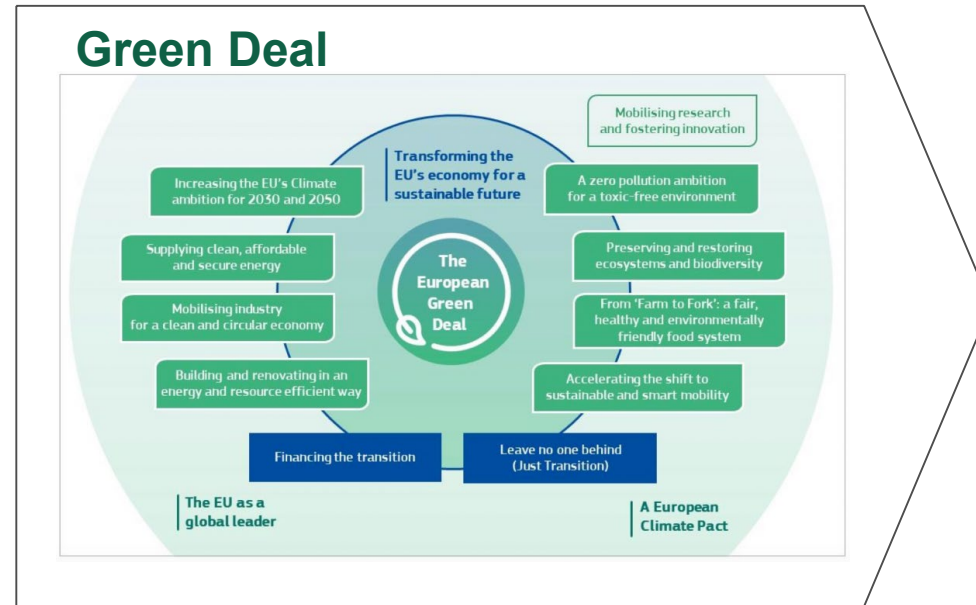 Green Deal
Mobilising research
and fostering innovation
Transforming the
EU's economy for a
sustainable future
Increasing the EU's Climate
ambition for 2030 and 2050
A zero pollution ambition
for a toxic-free environment
Supplying clean, affordable
and secure energy
Preserving and restoring
ecosystems and biodiversity
The
European
Green
Deal
Mobilising industry
for a clean and circular economy
From 'Farm to Fork': a fair,
healthy and environmentally
friendly food system
Building and renovating in an
energy and resource efficient way
Accelerating the shift to
sustainable and smart mobility
Financing the transition
Leave no one behind
(Just Transition)
The EU as a
global leader
A European
Climate Pact